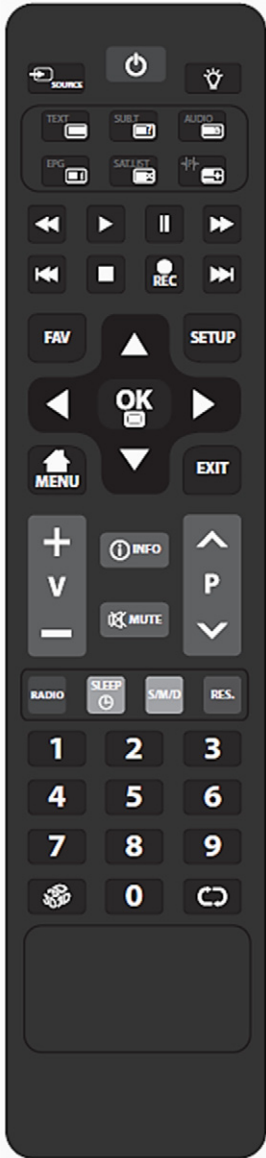 SOURCE
TEXT SUB.T AUDIO
EPG SAT.LIST
REC
FAV SETUP
OK
MENU EXIT
+ INFO
V P
- MUTE
RADIO SLEEP S/M/D RES.
1 2 3
4 5 6
7 8 9
0